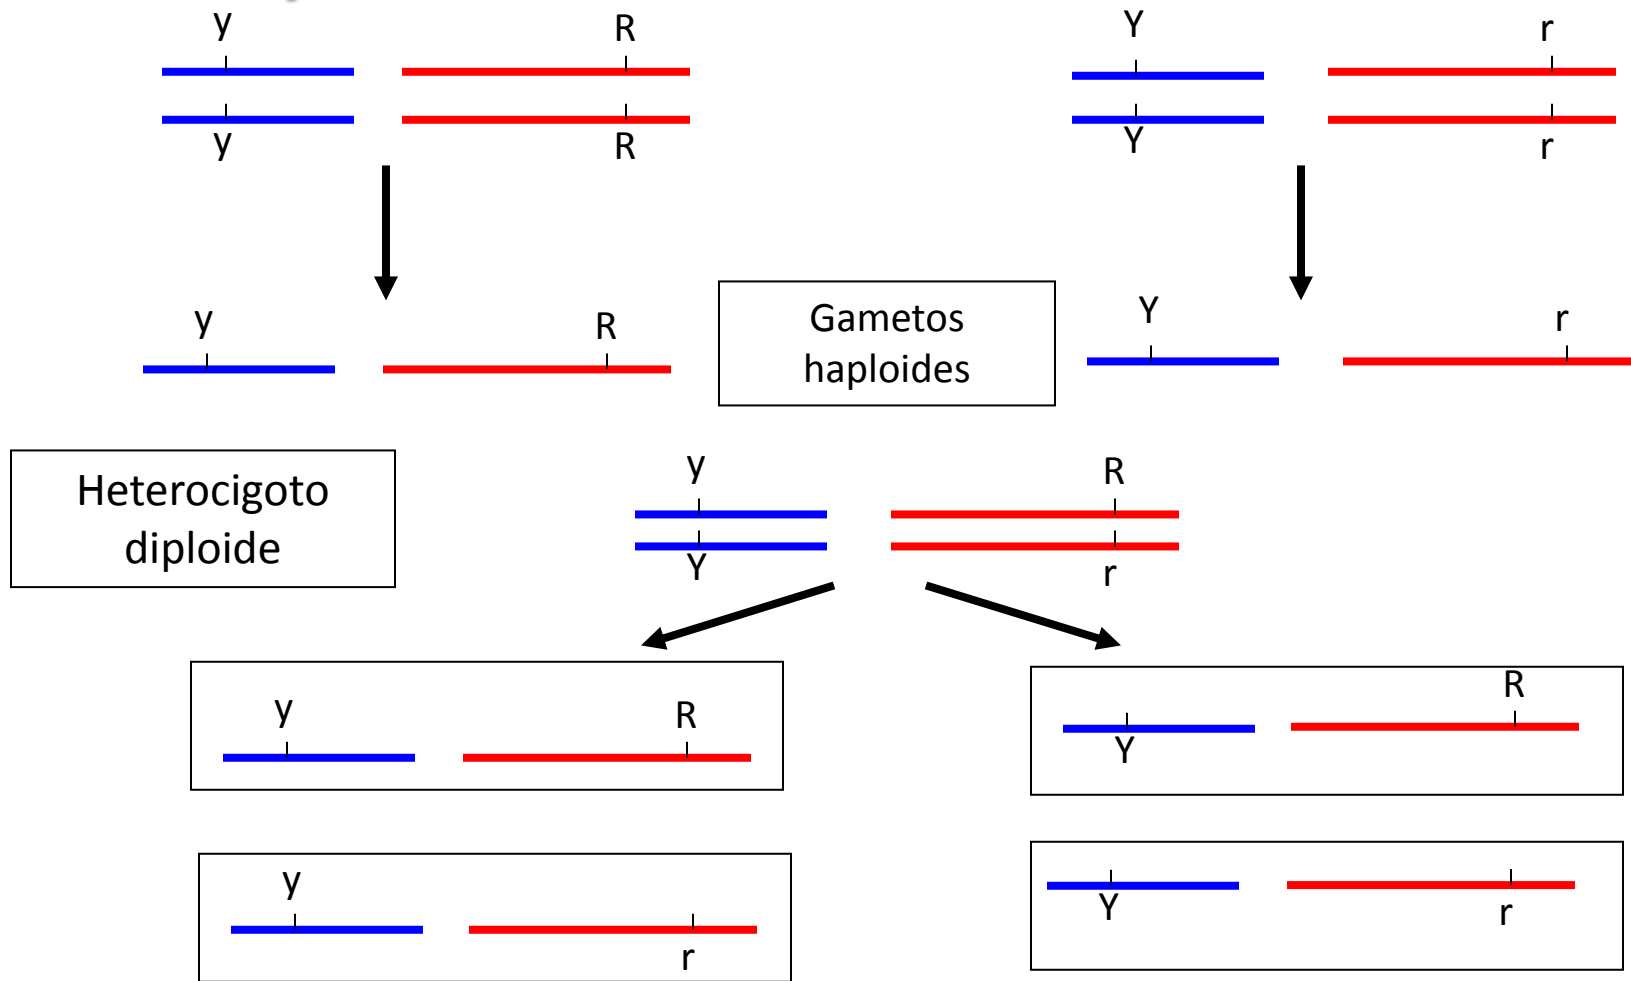 y R Y r
y R Y r
y R Y r
Gametos
haploides
Heterocigoto
diploide
y R
Y r
y R
Y R
y r
Y r